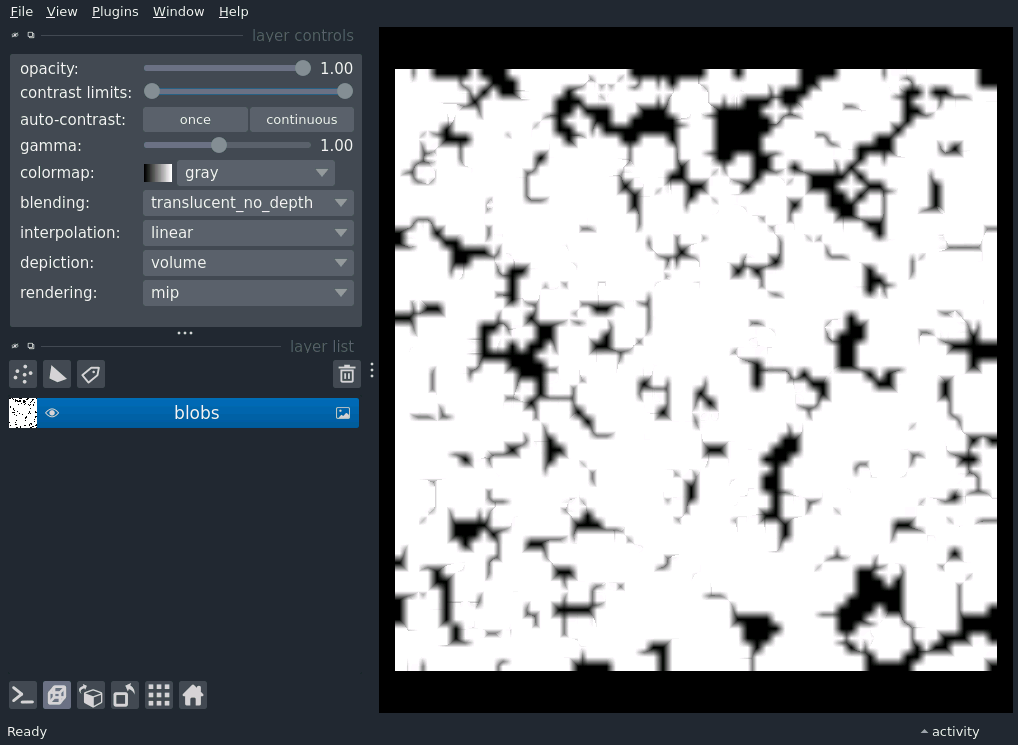 File View Plugins Window Help
layer controls
opacity: 1.00
contrast limits:
auto-contrast: once continuous
gamma: 1.00
colormap: gray
blending: translucent_no_depth
interpolation: linear
depiction: volume
rendering: mip
layer list
blobs
Ready activity